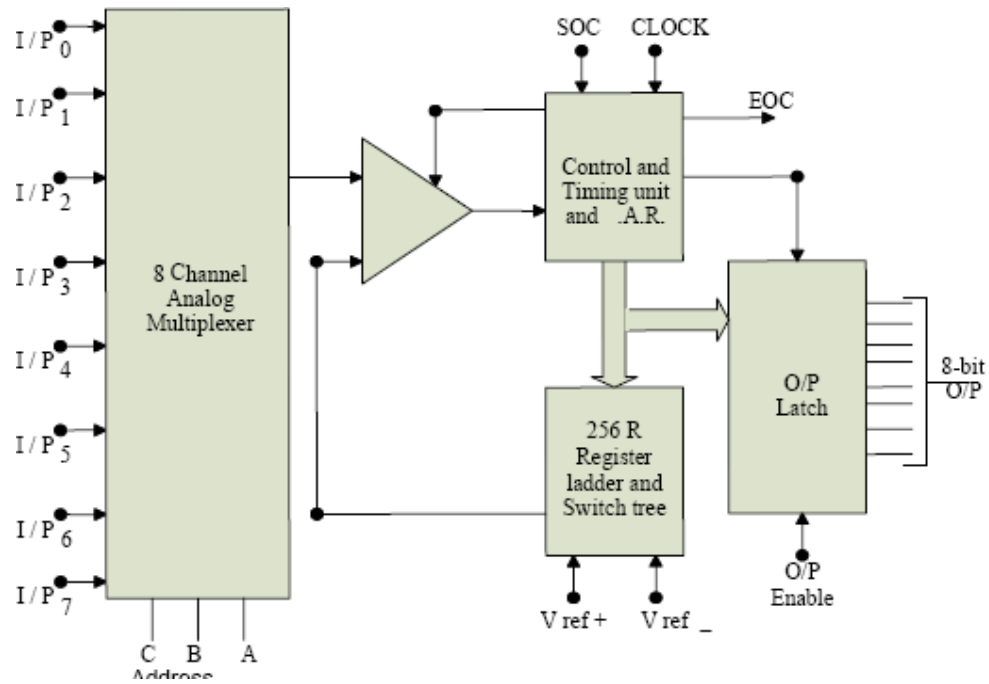 I / P 0
I / P 1
I / P 2
I / P 3
I / P 4
I / P 5
I / P 6
I / P 7
8 Channel
Analog
Multiplexer
C B A
Address
SOC CLOCK
EOC
Control and
Timing unit
and .A.R.
256 R
Register
ladder and
Switch tree
V ref + V ref _
O/P
Latch
8-bit
O/P
O/P
Enable